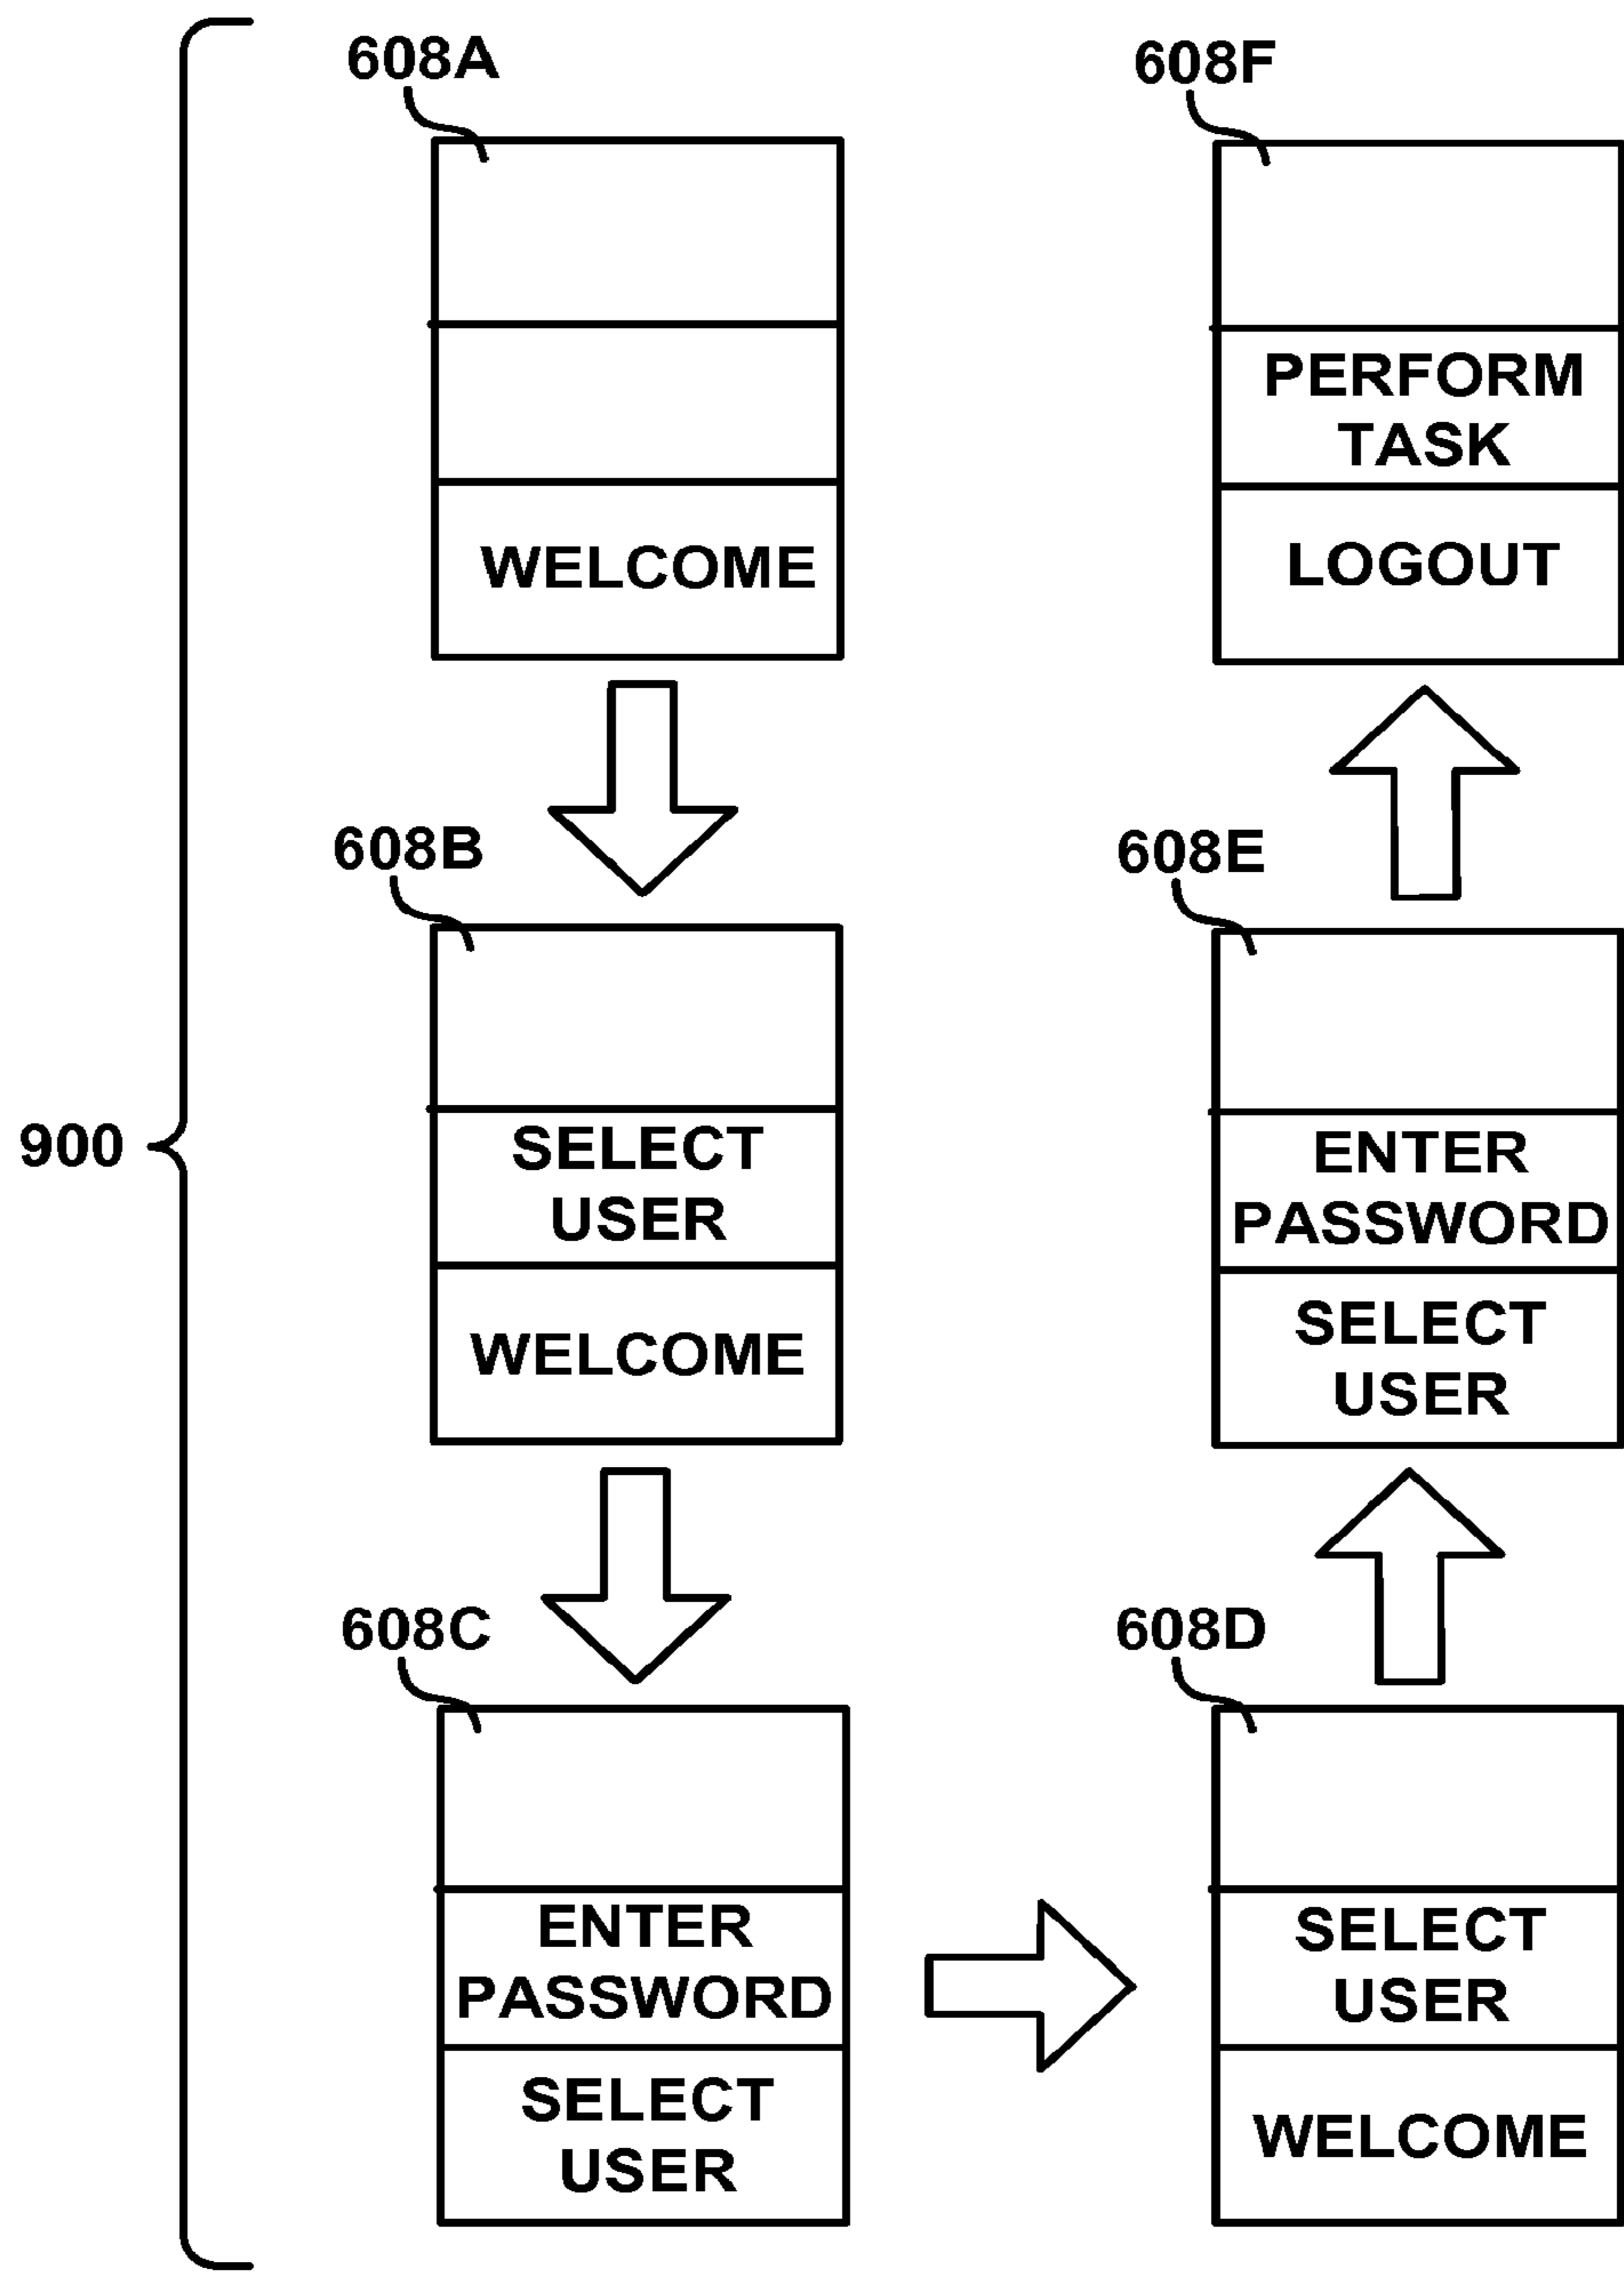 900
608A
WELCOME
608B
SELECT
USER
WELCOME
608C
ENTER
PASSWORD
SELECT
USER
608D
SELECT
USER
WELCOME
608E
ENTER
PASSWORD
SELECT
USER
608F
PERFORM
TASK
LOGOUT